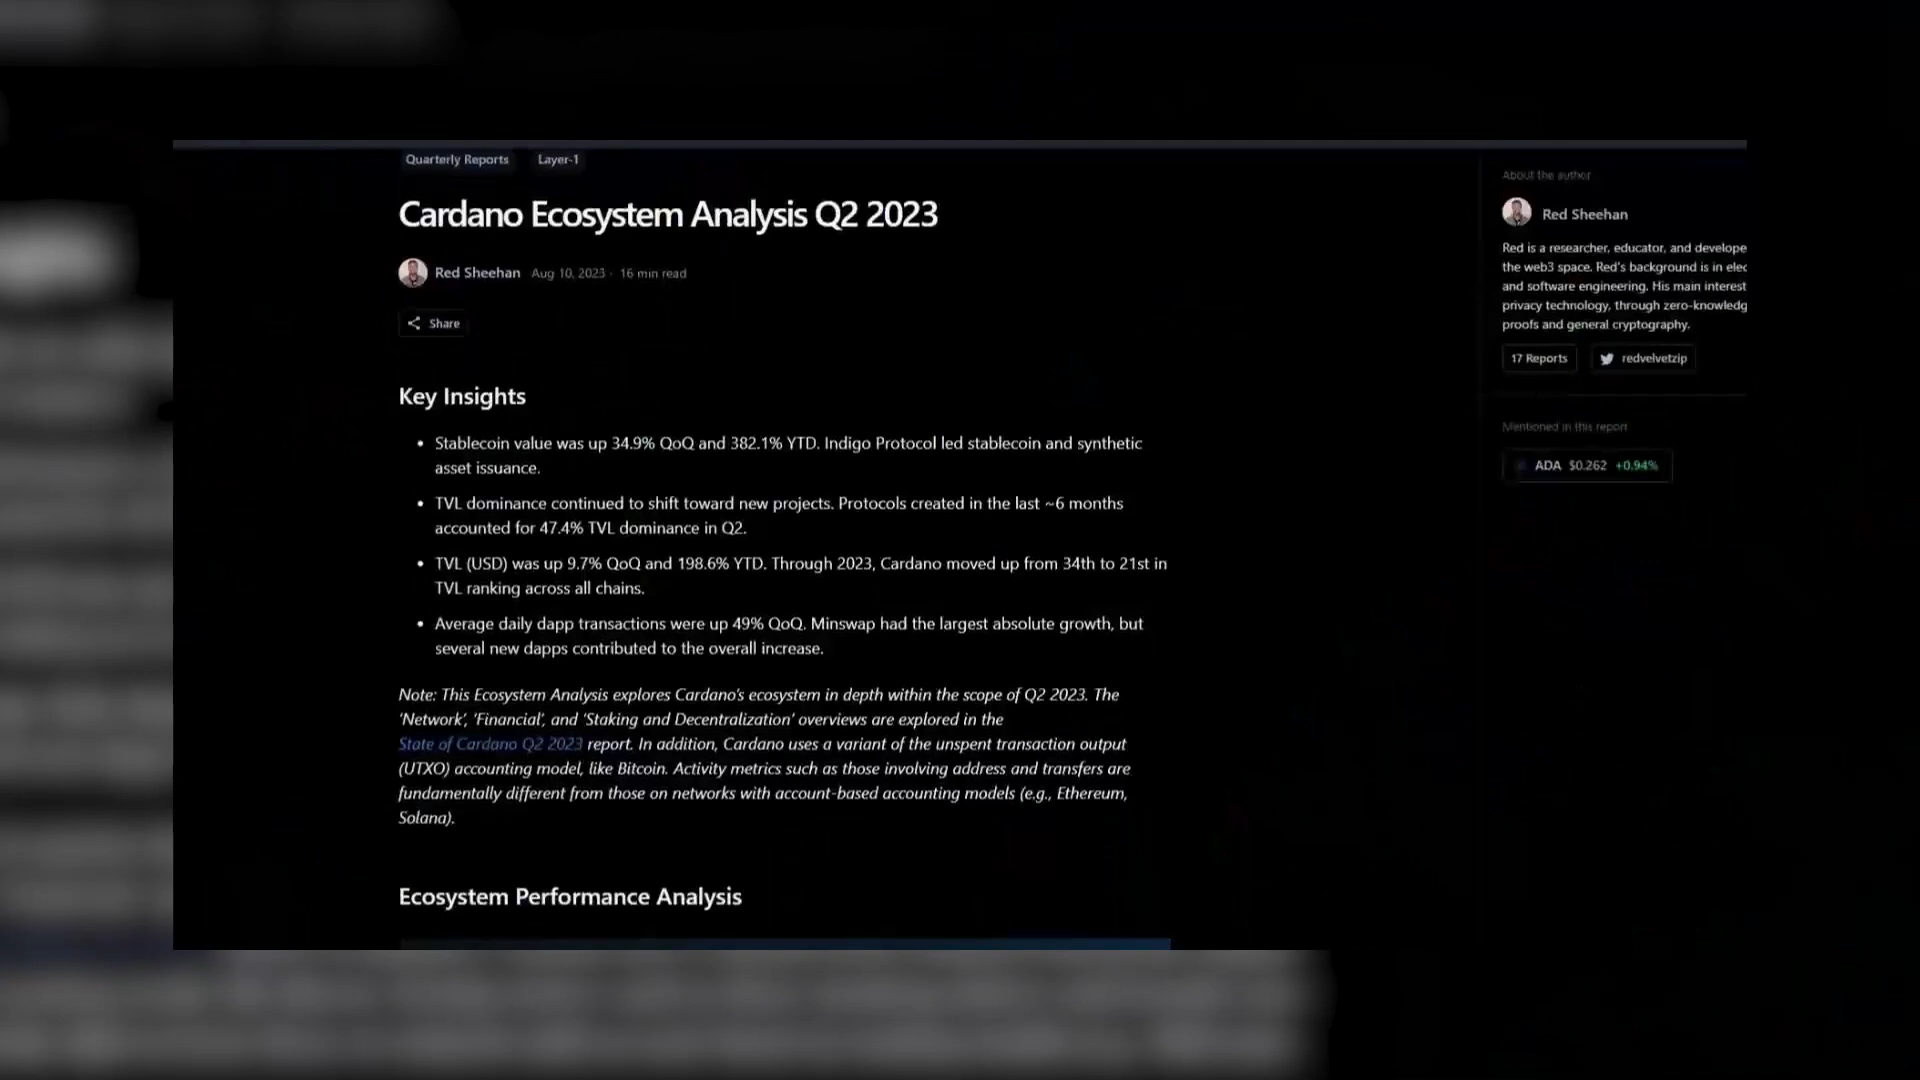 Quarterly Reports Layer-1
Cardano Ecosystem Analysis Q2 2023
Red Sheehan Aug 10, 2023 · 16 min read
Share
Key Insights
• Stablecoin value was up 34.9% QoQ and 382.1% YTD. Indigo Protocol led stablecoin and synthetic
asset issuance.
• TVL dominance continued to shift toward new projects. Protocols created in the last ~6 months
accounted for 47.4% TVL dominance in Q2.
• TVL (USD) was up 9.7% QoQ and 198.6% YTD. Through 2023, Cardano moved up from 34th to 21st in
TVL ranking across all chains.
• Average daily dapp transactions were up 49% QoQ. Minswap had the largest absolute growth, but
several new dapps contributed to the overall increase.
Note: This Ecosystem Analysis explores Cardano's ecosystem in depth within the scope of Q2 2023. The
'Network', 'Financial', and 'Staking and Decentralization' overviews are explored in the
State of Cardano Q2 2023 report. In addition, Cardano uses a variant of the unspent transaction output
(UTXO) accounting model, like Bitcoin. Activity metrics such as those involving address and transfers are
fundamentally different from those on networks with account-based accounting models (e.g., Ethereum,
Solana).
Ecosystem Performance Analysis
About the author
Red Sheehan
Red is a researcher, educator, and develope
the web3 space. Red's background is in elec
and software engineering. His main interest
privacy technology, through zero-knowledg
proofs and general cryptography.
17 Reports redvelvetzip
Mentioned in this report
ADA $0.262 +0.94%